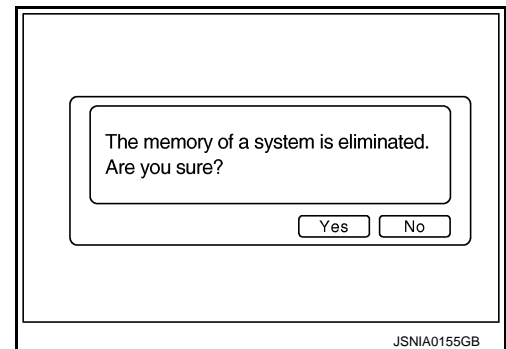 The memory of a system is eliminated.
Are you sure?
Yes No
JSNIA0155GB